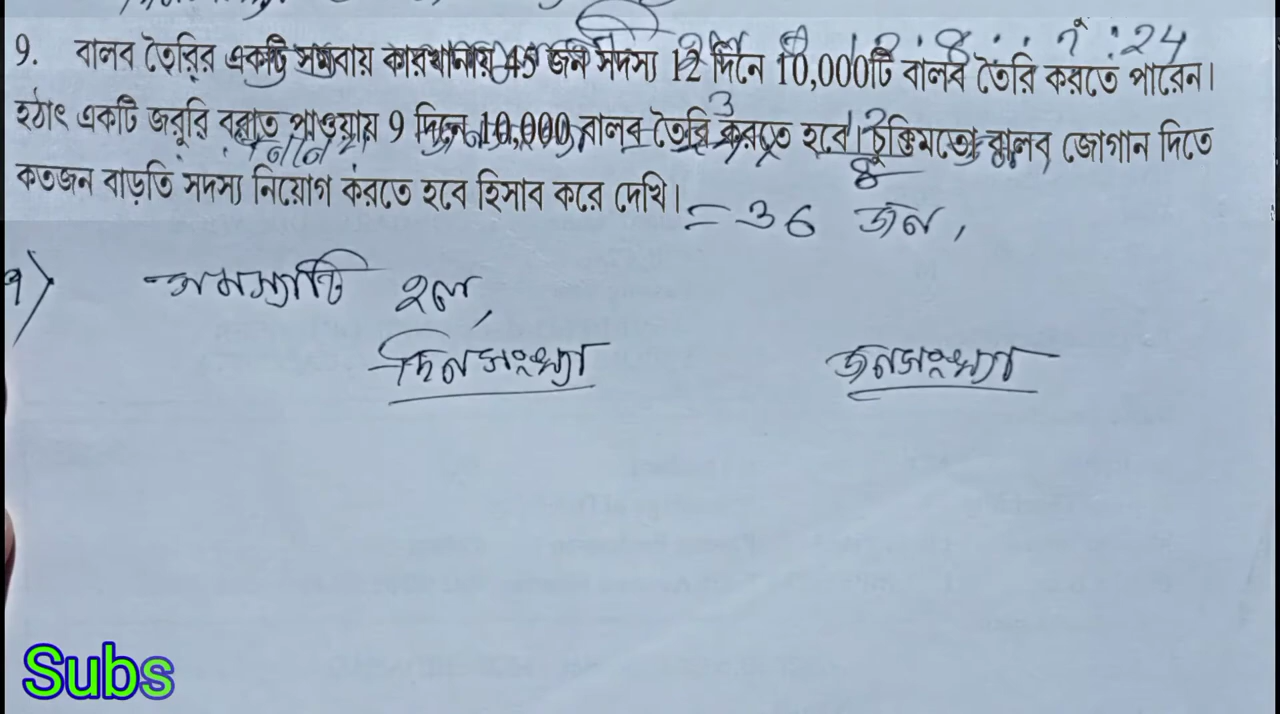 9. বালব তৈরির একটি সমবায় কারখানায় 45 জন সদস্য 12 দিনে 10,000টি বালব তৈরি করতে পারেন।
হঠাৎ একটি জরুরি বরাত পাওয়ায় 9 দিনে 10,000 বালব তৈরি করতে হবে। চুক্তিমতো বালব জোগান দিতে
কতজন বাড়তি সদস্য নিয়োগ করতে হবে হিসাব করে দেখি।
= 36 জন,
৯) সমস্যাটি হল,
দিনসংখ্যা জনসংখ্যা
Subs